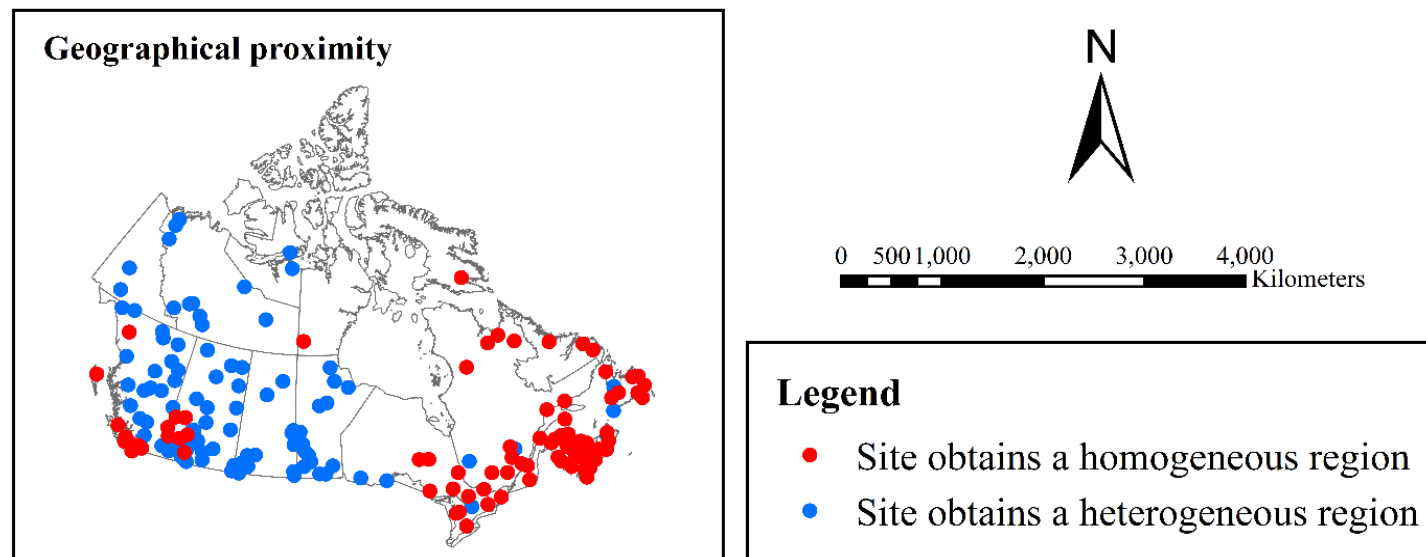 Geographical proximity
N
0 500 1,000 2,000 3,000 4,000
Kilometers
Legend
Site obtains a homogeneous region
Site obtains a heterogeneous region